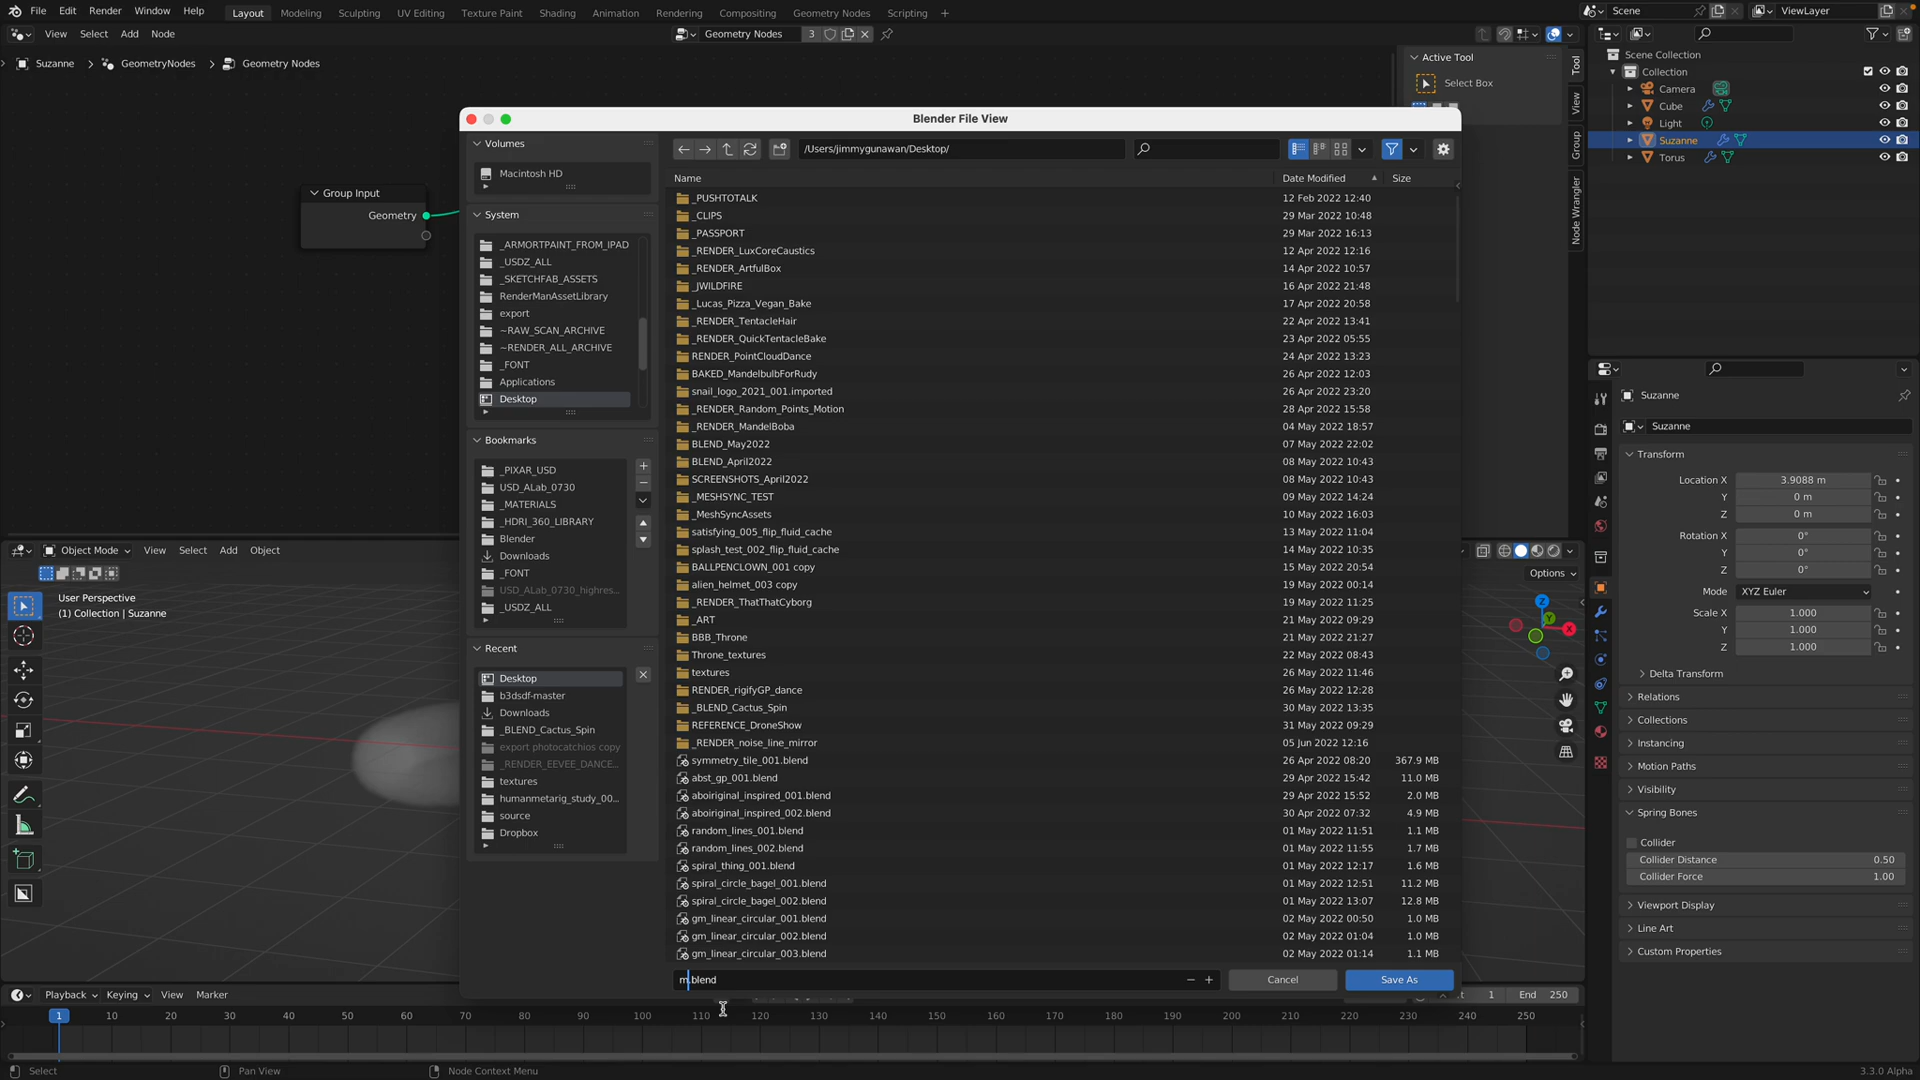 File Edit Render Window Help Layout Modeling Sculpting UV Editing Texture Paint Shading Animation Rendering Compositing Geometry Nodes Scripting + Scene ViewLayer
View Select Add Node Geometry Nodes 3
Suzanne GeometryNodes Geometry Nodes
Group Input
Geometry
Active Tool
Select Box
Tool
View
Group
Node Wrangler
Scene Collection
Collection
Camera
Cube
Light
Suzanne
Torus
Blender File View
Volumes
Macintosh HD
System
_ARMORTPAINT_FROM_IPAD
_USDZ_ALL
_SKETCHFAB_ASSETS
RenderManAssetLibrary
export
~RAW_SCAN_ARCHIVE
~RENDER_ALL_ARCHIVE
_FONT
Applications
Desktop
Bookmarks
_PIXAR_USD
USD_ALab_0730
_MATERIALS
_HDRI_360_LIBRARY
Blender
Downloads
_FONT
USD_ALab_0730_highres...
_USDZ_ALL
Recent
Desktop
b3dsdf-master
Downloads
_BLEND_Cactus_Spin
export photocatchios copy
_RENDER_EEVEE_DANCE...
textures
humanmetarig_study_00...
source
Dropbox
/Users/jimmygunawan/Desktop/
Name Date Modified Size
_PUSHTOTALK 12 Feb 2022 12:40
_CLIPS 29 Mar 2022 10:48
_PASSPORT 29 Mar 2022 16:13
_RENDER_LuxCoreCaustics 12 Apr 2022 12:16
_RENDER_ArtfulBox 14 Apr 2022 10:57
_JWILDFIRE 16 Apr 2022 21:48
_Lucas_Pizza_Vegan_Bake 17 Apr 2022 20:58
_RENDER_TentacleHair 22 Apr 2022 13:41
_RENDER_QuickTentacleBake 23 Apr 2022 05:55
RENDER_PointCloudDance 24 Apr 2022 13:23
BAKED_MandelbulbForRudy 26 Apr 2022 12:03
snail_logo_2021_001.imported 26 Apr 2022 23:20
_RENDER_Random_Points_Motion 28 Apr 2022 15:58
_RENDER_MandelBoba 04 May 2022 18:57
BLEND_May2022 07 May 2022 22:02
BLEND_April2022 08 May 2022 10:43
SCREENSHOTS_April2022 08 May 2022 10:43
_MESHSYNC_TEST 09 May 2022 14:24
_MeshSyncAssets 10 May 2022 16:03
satisfying_005_flip_fluid_cache 13 May 2022 11:04
splash_test_002_flip_fluid_cache 14 May 2022 10:35
BALLPENCLOWN_001 copy 15 May 2022 20:54
alien_helmet_003 copy 19 May 2022 00:14
_RENDER_ThatThatCyborg 19 May 2022 11:25
_ART 21 May 2022 09:29
BBB_Throne 21 May 2022 21:27
Throne_textures 22 May 2022 08:43
textures 26 May 2022 11:46
RENDER_rigifyGP_dance 26 May 2022 12:28
_BLEND_Cactus_Spin 30 May 2022 13:35
REFERENCE_DroneShow 31 May 2022 09:29
_RENDER_noise_line_mirror 05 Jun 2022 12:16
symmetry_tile_001.blend 26 Apr 2022 08:20 367.9 MB
abst_gp_001.blend 29 Apr 2022 15:42 11.0 MB
aboiriginal_inspired_001.blend 29 Apr 2022 15:52 2.0 MB
aboiriginal_inspired_002.blend 30 Apr 2022 07:32 4.9 MB
random_lines_001.blend 01 May 2022 11:51 1.1 MB
random_lines_002.blend 01 May 2022 11:55 1.7 MB
spiral_thing_001.blend 01 May 2022 12:17 1.6 MB
spiral_circle_bagel_001.blend 01 May 2022 12:51 11.2 MB
spiral_circle_bagel_002.blend 01 May 2022 13:07 12.8 MB
gm_linear_circular_001.blend 02 May 2022 00:50 1.0 MB
gm_linear_circular_002.blend 02 May 2022 01:04 1.0 MB
gm_linear_circular_003.blend 02 May 2022 01:14 1.1 MB
m.blend Cancel Save As
Object Mode View Select Add Object
Options
User Perspective
(1) Collection | Suzanne
Z
Y
X
Suzanne
Suzanne
Transform
Location X 3.9088 m
Y 0 m
Z 0 m
Rotation X 0°
Y 0°
Z 0°
Mode XYZ Euler
Scale X 1.000
Y 1.000
Z 1.000
Delta Transform
Relations
Collections
Instancing
Motion Paths
Visibility
Spring Bones
Collider
Collider Distance 0.50
Collider Force 1.00
Viewport Display
Line Art
Custom Properties
Playback Keying View Marker 1 End 250
1 10 20 30 40 50 60 70 80 90 100 110 120 130 140 150 160 170 180 190 200 210 220 230 240 250
Select Pan View Node Context Menu 3.3.0 Alpha